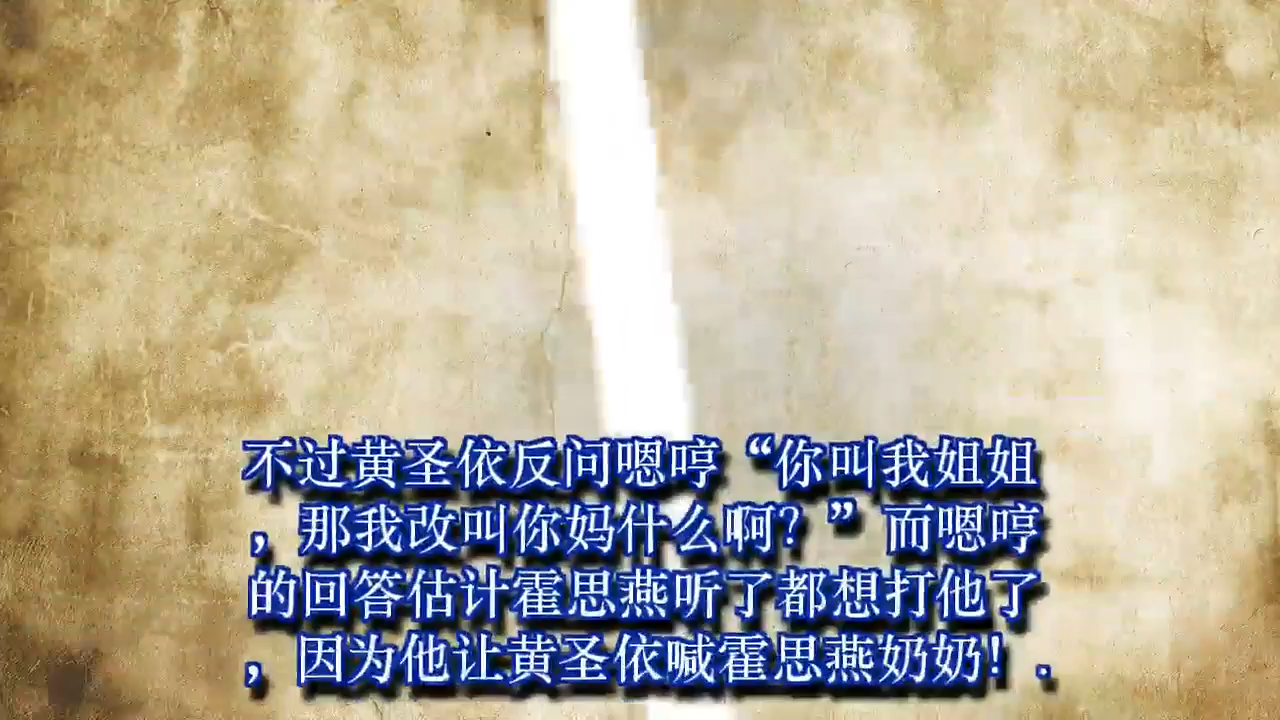 不过黄圣依反问嗯哼“你叫我姐姐
，那我改叫你妈什么啊？”而嗯哼
的回答估计霍思燕听了都想打他了
，因为他让黄圣依喊霍思燕奶奶！.